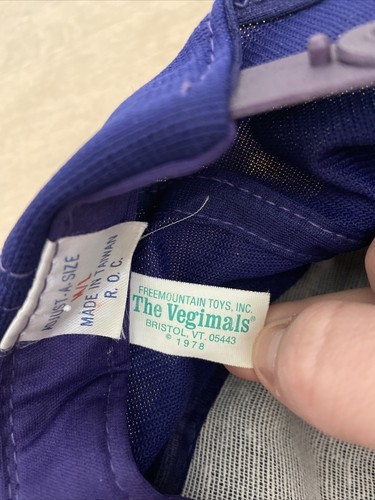 ADJUST-A-SIZE
M/L
MADE IN TAIWAN
R. O. C.
FREEMOUNTAIN TOYS, INC.
The Vegimals®
BRISTOL, VT. 05443
© 1978